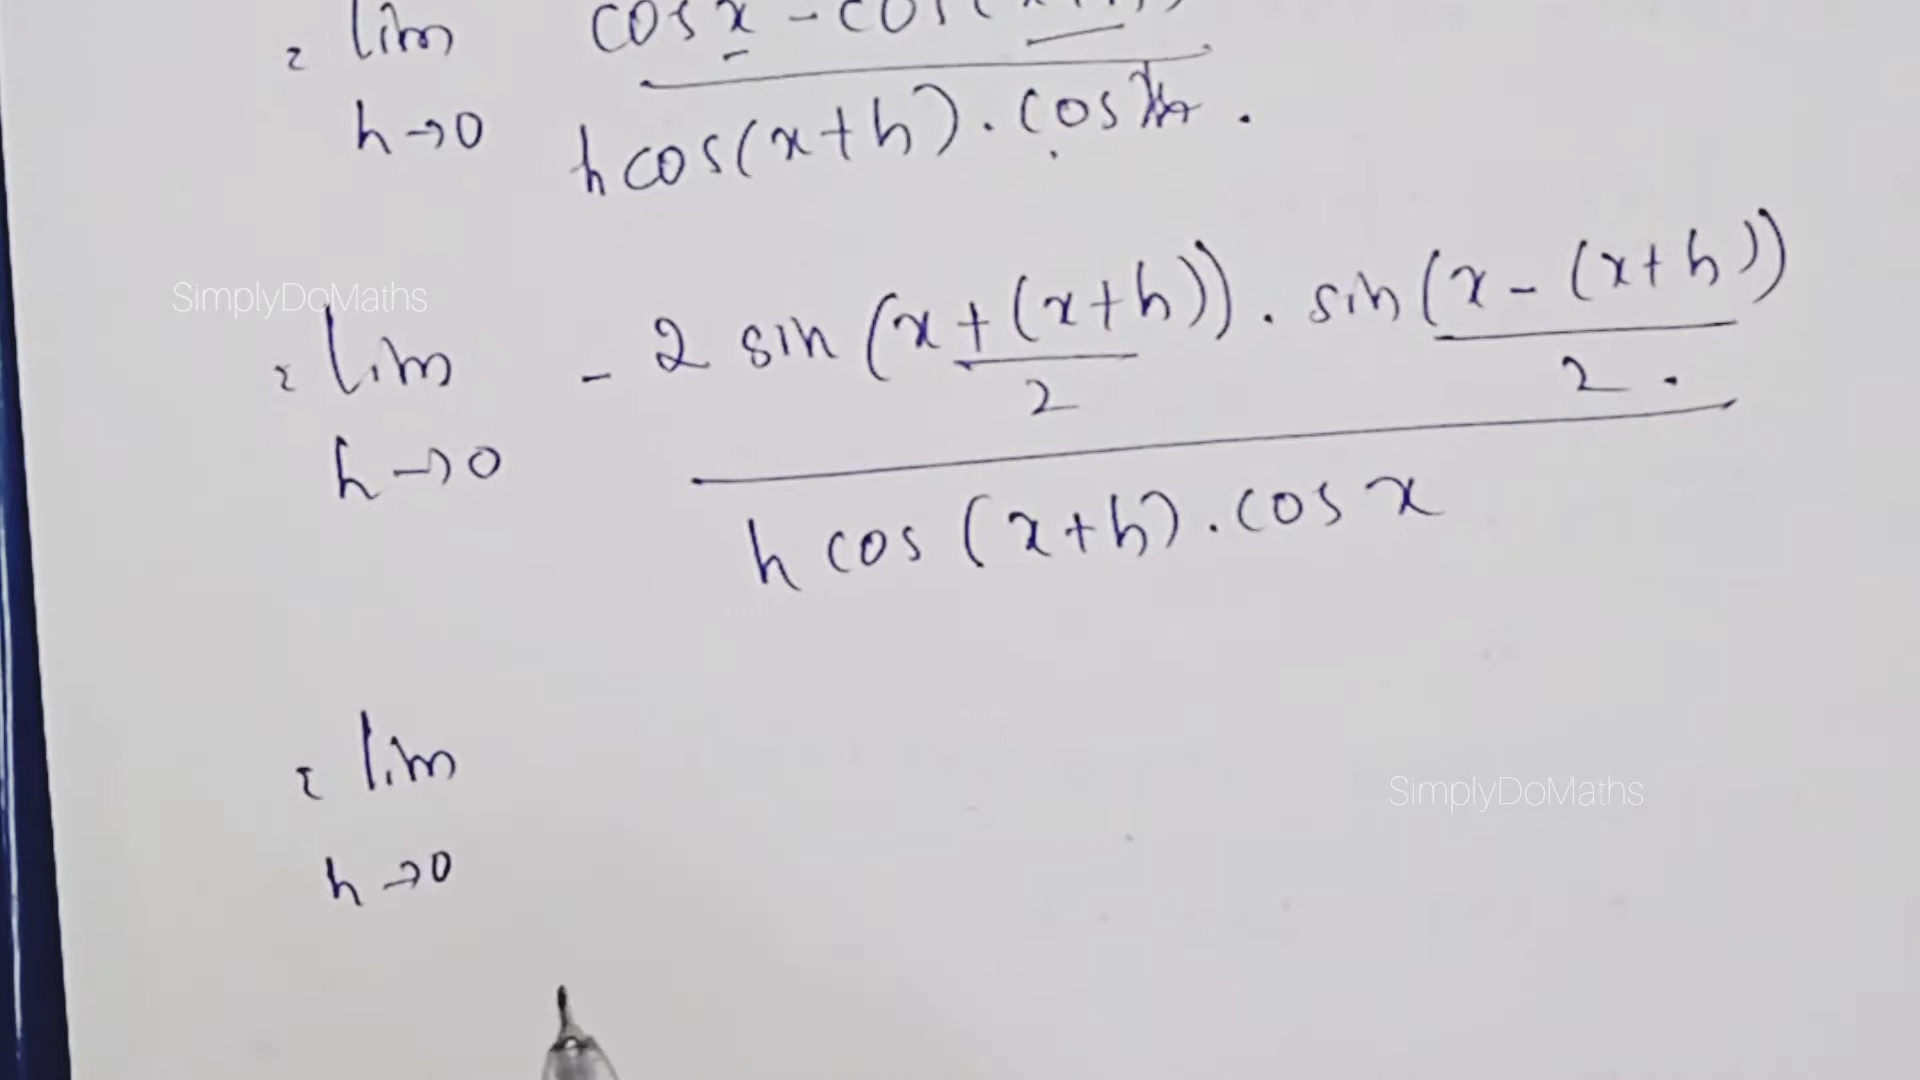 = lim cos x - cos(x+h)
h→0 h cos(x+h) . cos x .
SimplyDoMaths
= lim - 2 sin (x + (x+h)) . sin (x - (x+h))
2 2 .
h→0 h cos (x+h) . cos x
= lim
SimplyDoMaths
h→0